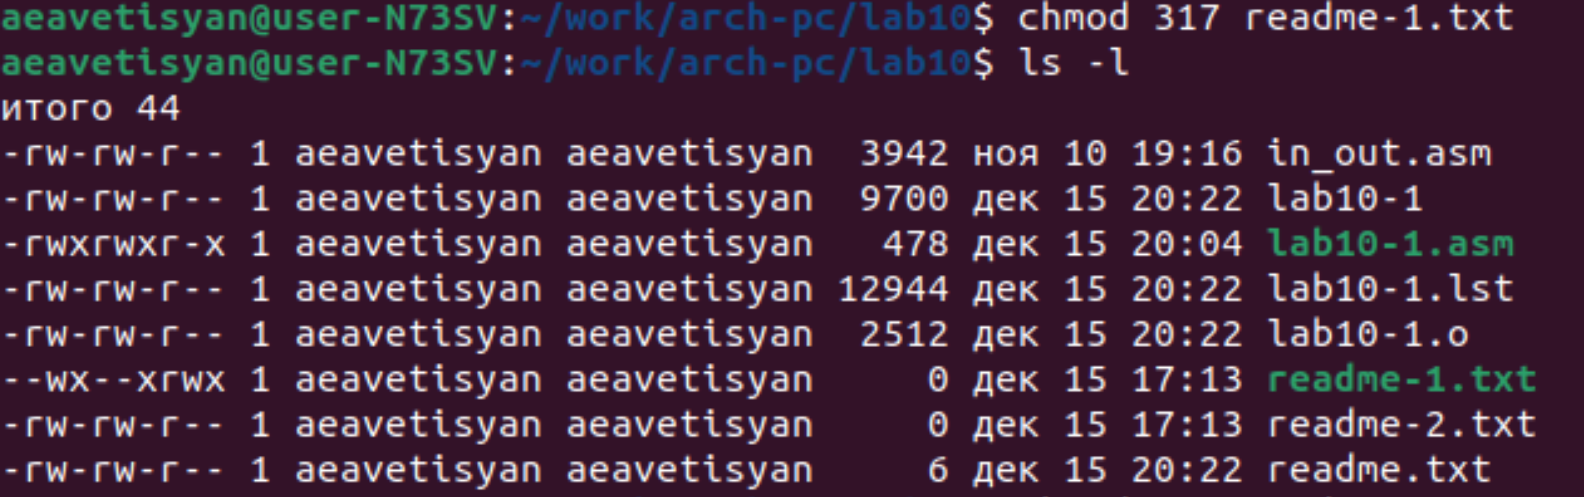 aeavetisyan@user-N73SV:~/work/arch-pc/lab10$ chmod 317 readme-1.txt
aeavetisyan@user-N73SV:~/work/arch-pc/lab10$ ls -l
итого 44
-rw-rw-r-- 1 aeavetisyan aeavetisyan  3942 ноя 10 19:16 in_out.asm
-rw-rw-r-- 1 aeavetisyan aeavetisyan  9700 дек 15 20:22 lab10-1
-rwxrwxr-x 1 aeavetisyan aeavetisyan   478 дек 15 20:04 lab10-1.asm
-rw-rw-r-- 1 aeavetisyan aeavetisyan 12944 дек 15 20:22 lab10-1.lst
-rw-rw-r-- 1 aeavetisyan aeavetisyan  2512 дек 15 20:22 lab10-1.o
--wx--xrwx 1 aeavetisyan aeavetisyan     0 дек 15 17:13 readme-1.txt
-rw-rw-r-- 1 aeavetisyan aeavetisyan     0 дек 15 17:13 readme-2.txt
-rw-rw-r-- 1 aeavetisyan aeavetisyan     6 дек 15 20:22 readme.txt